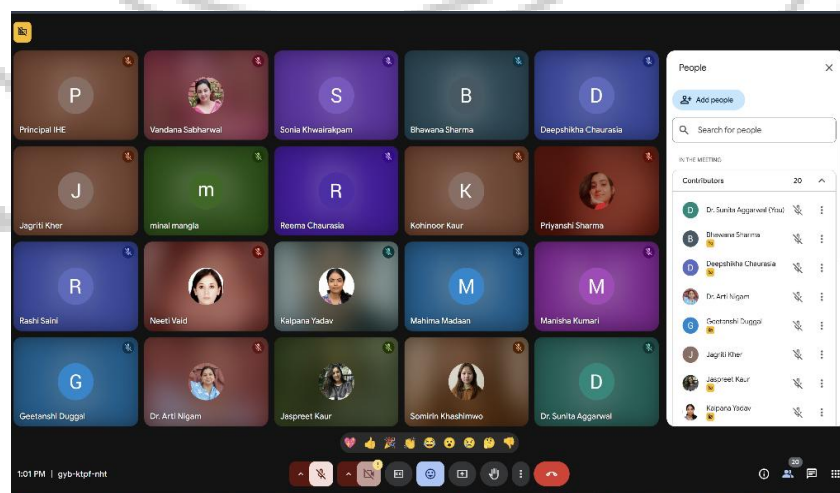 P
Principal IHE
Vandana Sabharwal
S
Sonia Khwairakpam
B
Bhawana Sharma
D
Deepshikha Chaurasia
J
Jagriti Kher
m
minal mangla
R
Reema Chaurasia
K
Kohinoor Kaur
Priyanshi Sharma
R
Rashi Saini
Neeti Vaid
Kalpana Yadav
M
Mahima Madaan
M
Manisha Kumari
G
Geetanshi Duggal
Dr. Arti Nigam
Jaspreet Kaur
Somirin Khashimwo
D
Dr. Sunita Aggarwal
People
Add people
Search for people
IN THE MEETING
Contributors 20
D Dr. Sunita Aggarwal (You)
B Bhawana Sharma
D Deepshikha Chaurasia
Dr. Arti Nigam
G Geetanshi Duggal
J Jagriti Kher
Jaspreet Kaur
Kalpana Yadav
1:01 PM | gyb-ktpf-nht
20